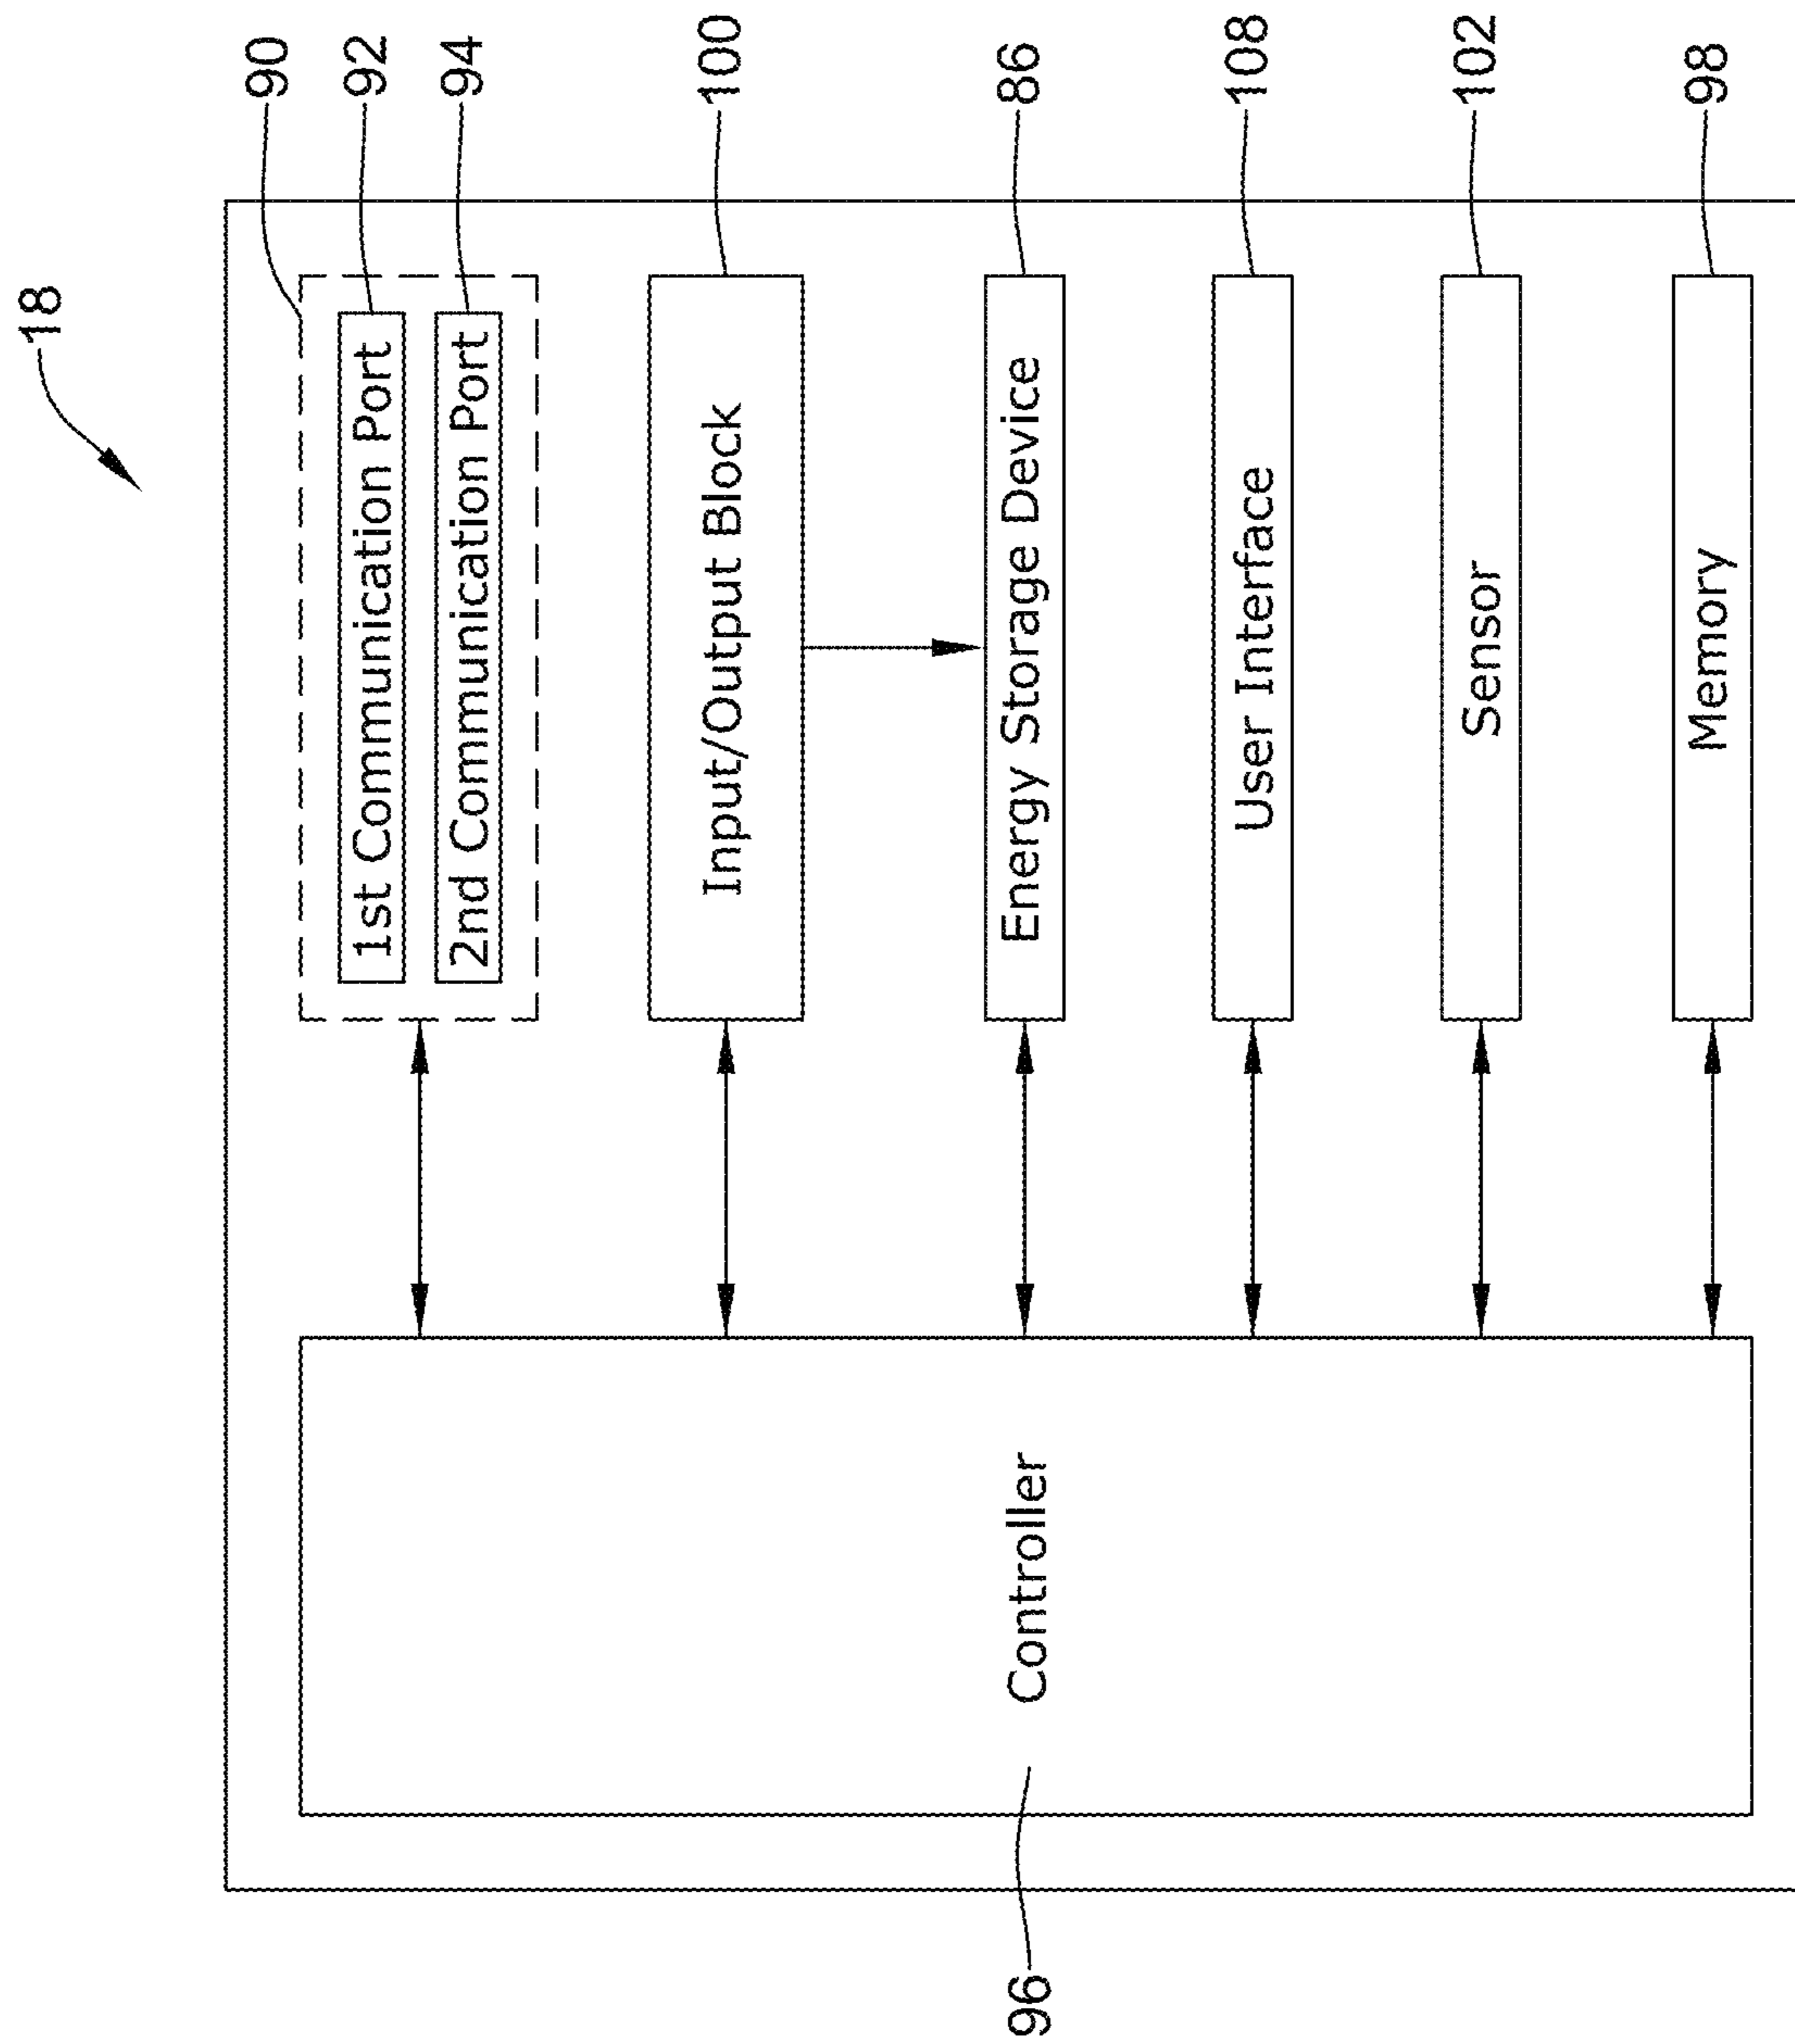 18
90
1st Communication Port
92
2nd Communication Port
94
Input/Output Block
100
Energy Storage Device
86
User Interface
108
Sensor
102
Memory
98
Controller
96